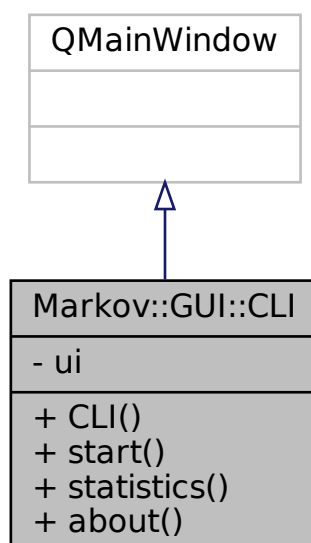 QMainWindow
Markov::GUI::CLI
- ui
+ CLI()
+ start()
+ statistics()
+ about()